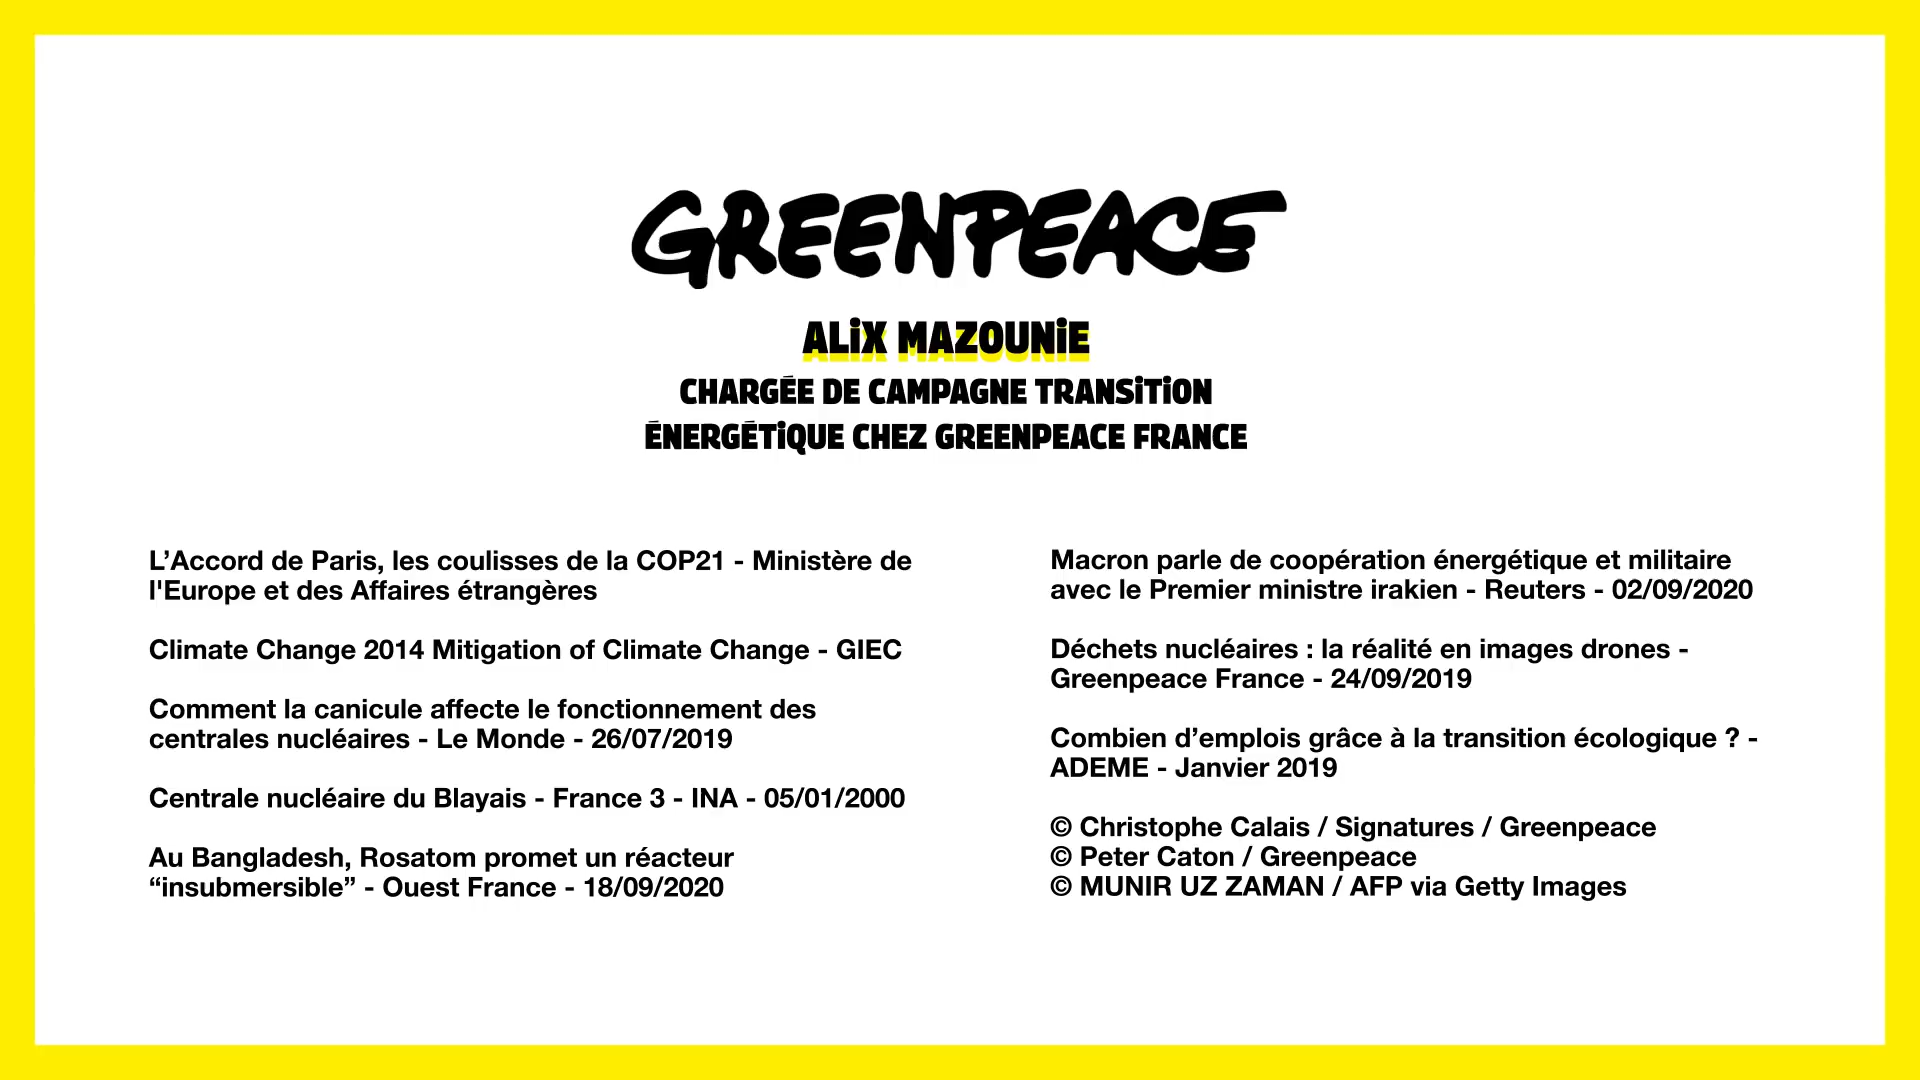 GREENPEACE
ALiX MAZOUNiE
CHARGÉE DE CAMPAGNE TRANSiTiON
ÉNERGÉTiQUE CHEZ GREENPEACE FRANCE
L’Accord de Paris, les coulisses de la COP21 - Ministère de
l'Europe et des Affaires étrangères
Climate Change 2014 Mitigation of Climate Change - GIEC
Comment la canicule affecte le fonctionnement des
centrales nucléaires - Le Monde - 26/07/2019
Centrale nucléaire du Blayais - France 3 - INA - 05/01/2000
Au Bangladesh, Rosatom promet un réacteur
“insubmersible” - Ouest France - 18/09/2020
Macron parle de coopération énergétique et militaire
avec le Premier ministre irakien - Reuters - 02/09/2020
Déchets nucléaires : la réalité en images drones -
Greenpeace France - 24/09/2019
Combien d’emplois grâce à la transition écologique ? -
ADEME - Janvier 2019
© Christophe Calais / Signatures / Greenpeace
© Peter Caton / Greenpeace
© MUNIR UZ ZAMAN / AFP via Getty Images